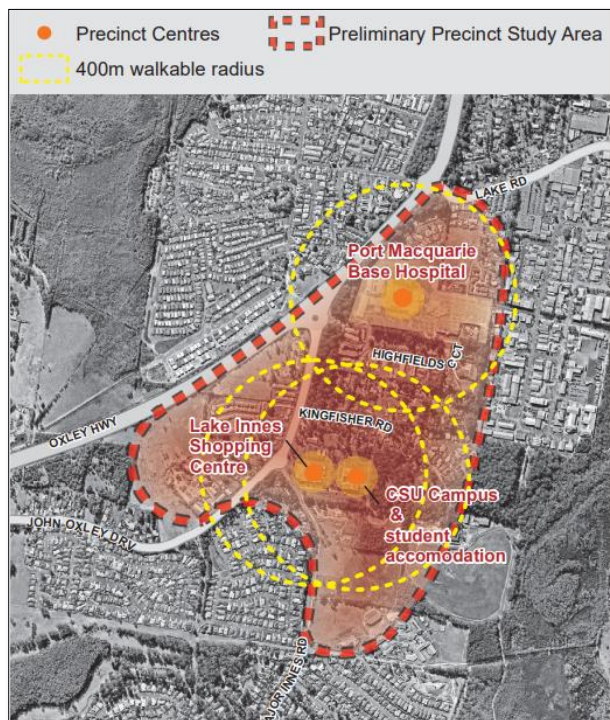 Precinct Centres
Preliminary Precinct Study Area
400m walkable radius
LAKE RD
Port Macquarie
Base Hospital
HIGHFIELDS CCT
KINGFISHER RD
OXLEY HWY
Lake Innes
Shopping
Centre
CSU Campus
&
student
accomodation
JOHN OXLEY DRV
AJOR INNES RD